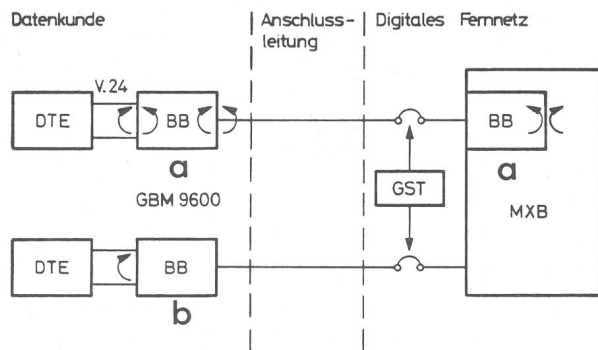 Datenkunde
Anschluss-
leitung
Digitales Fernnetz
V.24
DTE
BB
a
GBM 9600
BB
a
GST
MXB
DTE
BB
b